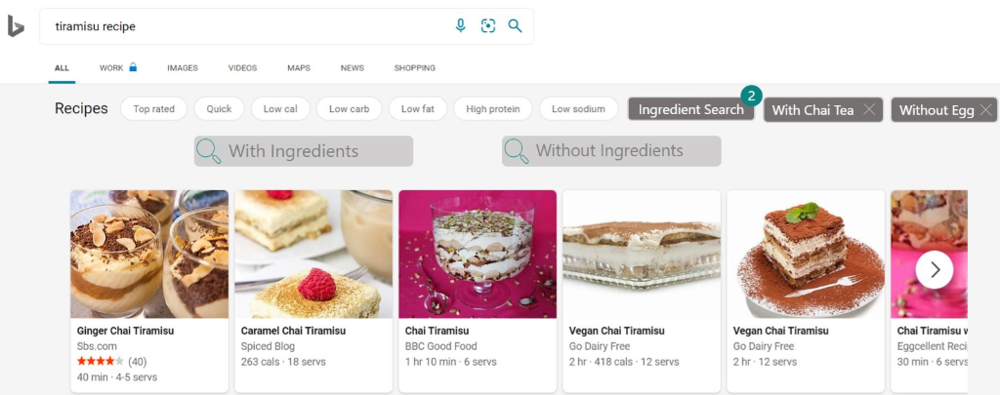 tiramisu recipe
ALL WORK IMAGES VIDEOS MAPS NEWS SHOPPING
Recipes Top rated Quick Low cal Low carb Low fat High protein Low sodium Ingredient Search 2 With Chai Tea Without Egg
With Ingredients Without Ingredients
Ginger Chai Tiramisu
Sbs.com
(40)
40 min · 4-5 servs
Caramel Chai Tiramisu
Spiced Blog
263 cals · 18 servs
Chai Tiramisu
BBC Good Food
1 hr 10 min · 6 servs
Vegan Chai Tiramisu
Go Dairy Free
2 hr · 418 cals · 12 servs
Vegan Chai Tiramisu
Go Dairy Free
2 hr · 12 servs
Chai Tiramisu w
Eggcellent Reci
30 min · 6 servs